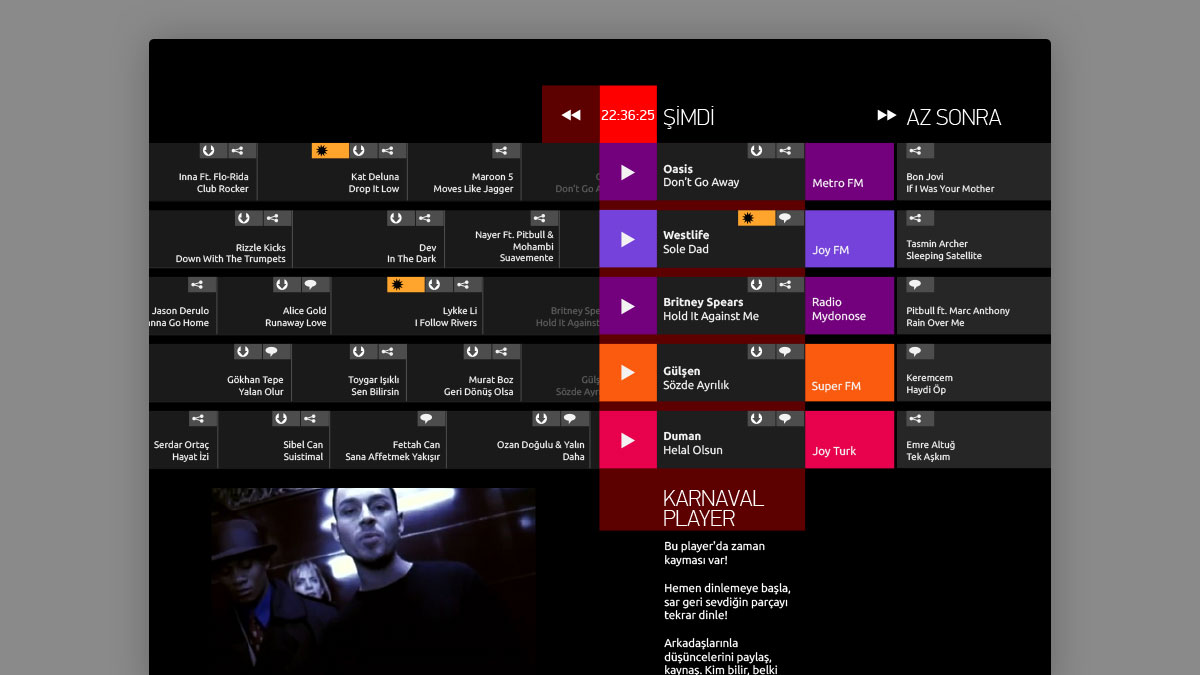 22:36:25 ŞİMDİ AZ SONRA
Inna Ft. Flo-Rida
Club Rocker
Kat Deluna
Drop It Low
Maroon 5
Moves Like Jagger
Don't Go
Oasis
Don't Go Away
Metro FM
Bon Jovi
If I Was Your Mother
Rizzle Kicks
Down With The Trumpets
Dev
In The Dark
Nayer Ft. Pitbull &
Mohambi
Suavemente
Westlife
Sole Dad
Joy FM
Tasmin Archer
Sleeping Satellite
Jason Derulo
nna Go Home
Alice Gold
Runaway Love
Lykke Li
I Follow Rivers
Britney Spe
Hold It Against
Britney Spears
Hold It Against Me
Radio
Mydonose
Pitbull ft. Marc Anthony
Rain Over Me
Gökhan Tepe
Yalan Olur
Toygar Işıklı
Sen Bilirsin
Murat Boz
Geri Dönüş Olsa
Gülş
Sözde Ayrı
Gülşen
Sözde Ayrılık
Super FM
Keremcem
Haydi Öp
Serdar Ortaç
Hayat İzi
Sibel Can
Suistimal
Fettah Can
Sana Affetmek Yakışır
Ozan Doğulu & Yalın
Daha
Duman
Helal Olsun
Joy Turk
Emre Altuğ
Tek Aşkım
KARNAVAL
PLAYER
Bu player'da zaman
kayması var!
Hemen dinlemeye başla,
sar geri sevdiğin parçayı
tekrar dinle!
Arkadaşlarınla
düşüncelerini paylaş,
kaynaş. Kim bilir, belki